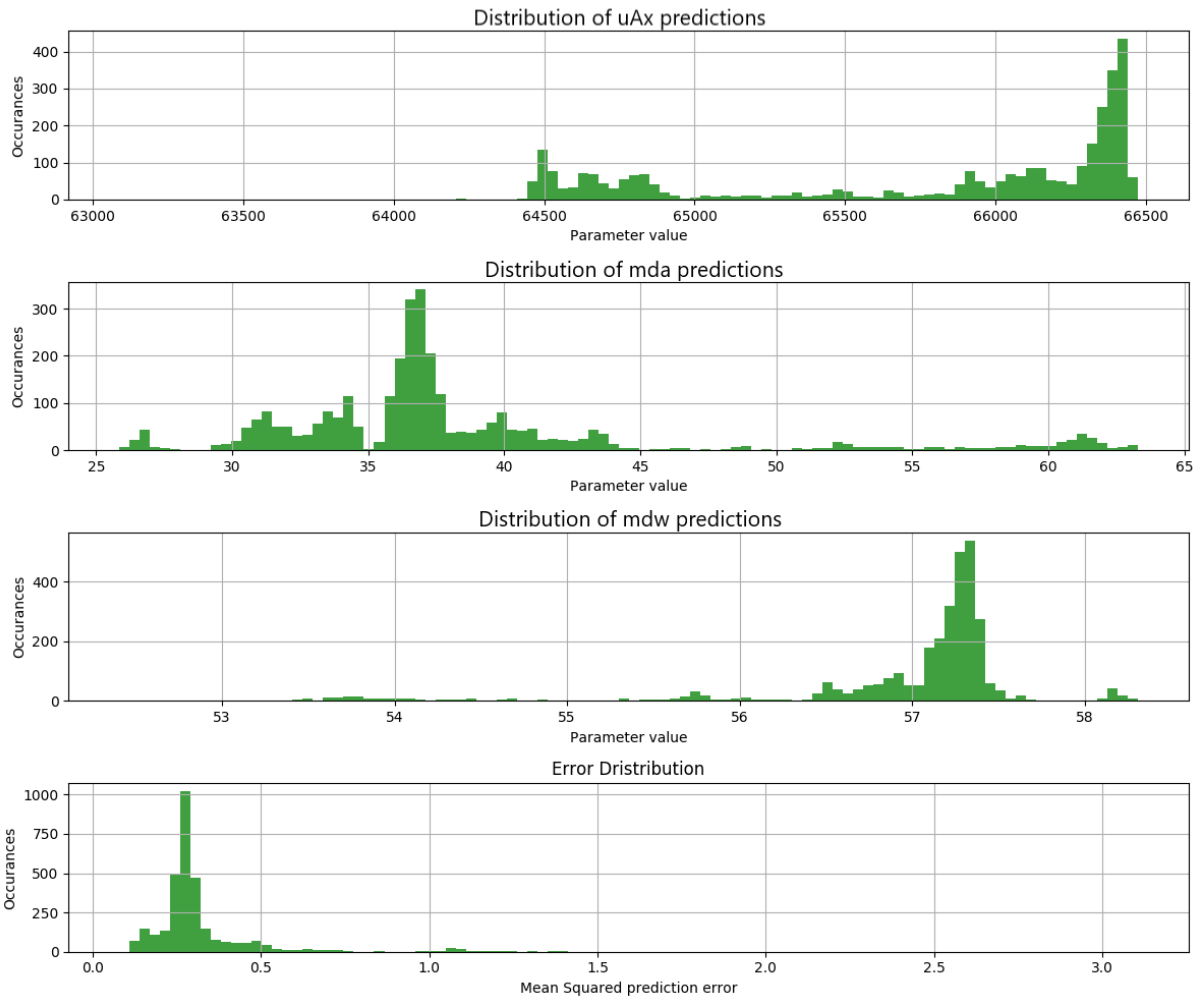 Distribution of uAx predictions
Occurances
400
300
200
100
0
63000 63500 64000 64500 65000 65500 66000 66500
Parameter value
Distribution of mda predictions
Occurances
300
200
100
0
25 30 35 40 45 50 55 60 65
Parameter value
Distribution of mdw predictions
Occurances
400
200
0
53 54 55 56 57 58
Parameter value
Error Dristribution
Occurances
1000
750
500
250
0
0.0 0.5 1.0 1.5 2.0 2.5 3.0
Mean Squared prediction error